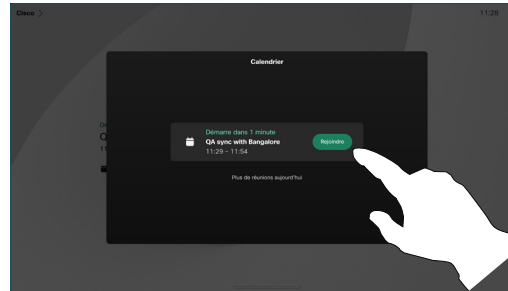 Cisco
11:28
Calendrier
Démarre dans 1 minute
QA sync with Bangalore
11:29 - 11:54
Rejoindre
Plus de réunions aujourd'hui